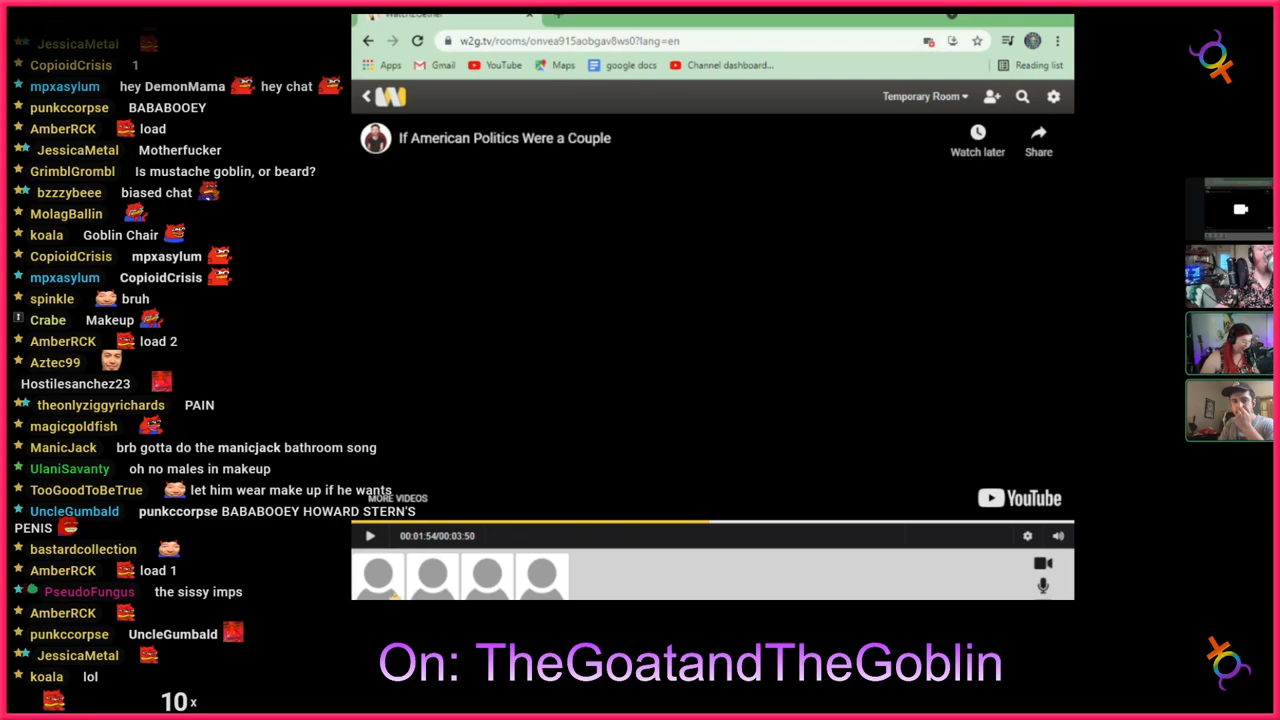 JessicaMetal
CopioidCrisis 1
mpxasylum hey DemonMama hey chat
punkccorpse BABABOOEY
AmberRCK load
JessicaMetal Motherfucker
GrimblGrombl Is mustache goblin, or beard?
bzzzybeee biased chat
MolagBallin
koala Goblin Chair
CopioidCrisis mpxasylum
mpxasylum CopioidCrisis
spinkle bruh
Crabe Makeup
AmberRCK load 2
Aztec99
Hostilesanchez23
theonlyziggyrichards PAIN
magicgoldfish
ManicJack brb gotta do the manicjack bathroom song
UlaniSavanty oh no males in makeup
TooGoodToBeTrue let him wear make up if he wants
UncleGumbald punkccorpse BABABOOEY HOWARD STERN'S
PENIS
bastardcollection
AmberRCK load 1
PseudoFungus the sissy imps
AmberRCK
punkccorpse UncleGumbald
JessicaMetal
koala lol
10x
w2g.tv/rooms/onvea915aobgav8ws0?lang=en
Apps Gmail YouTube Maps google docs Channel dashboard... Reading list
Temporary Room
If American Politics Were a Couple
Watch later Share
MORE VIDEOS
YouTube
00:01:54/00:03:50
On: TheGoatandTheGoblin